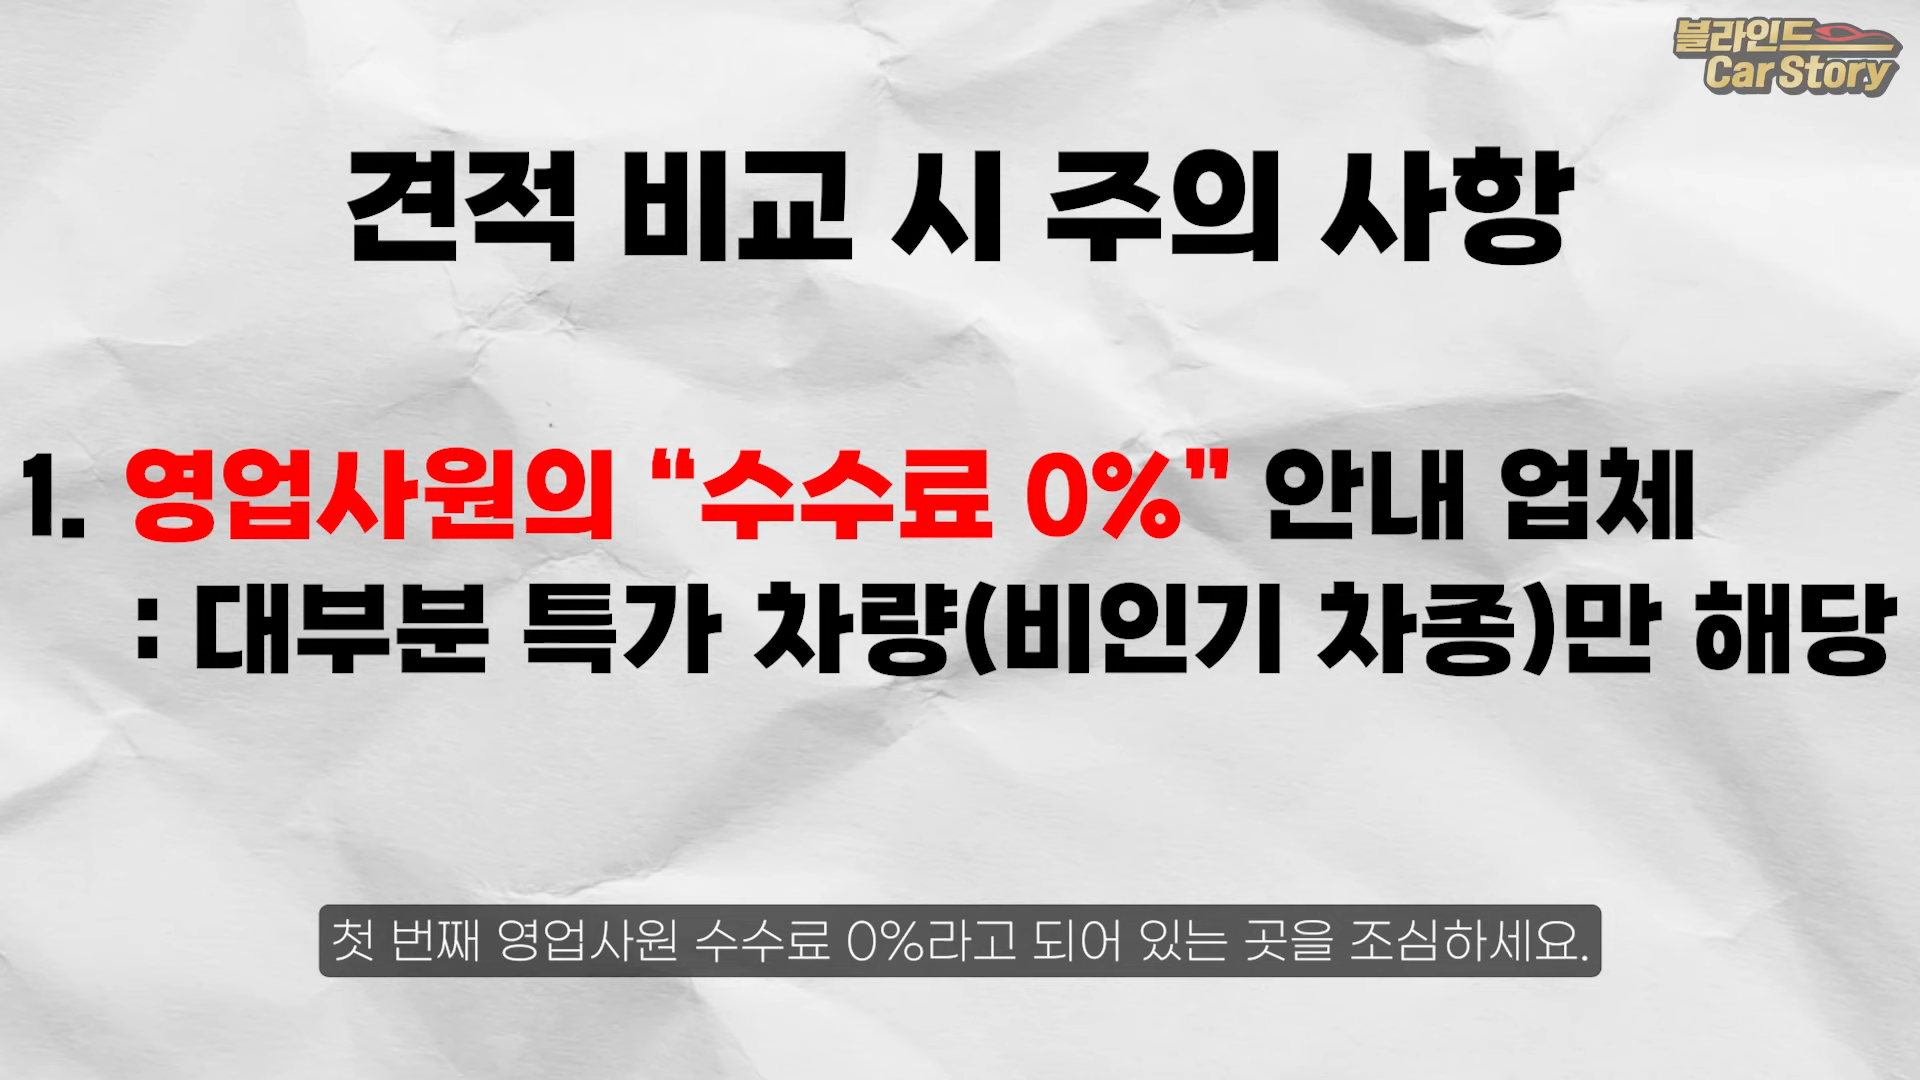 블라인드
Car Story
견적 비교 시 주의 사항
1. 영업사원의 “수수료 0%” 안내 업체
: 대부분 특가 차량(비인기 차종)만 해당
첫 번째 영업사원 수수료 0%라고 되어 있는 곳을 조심하세요.